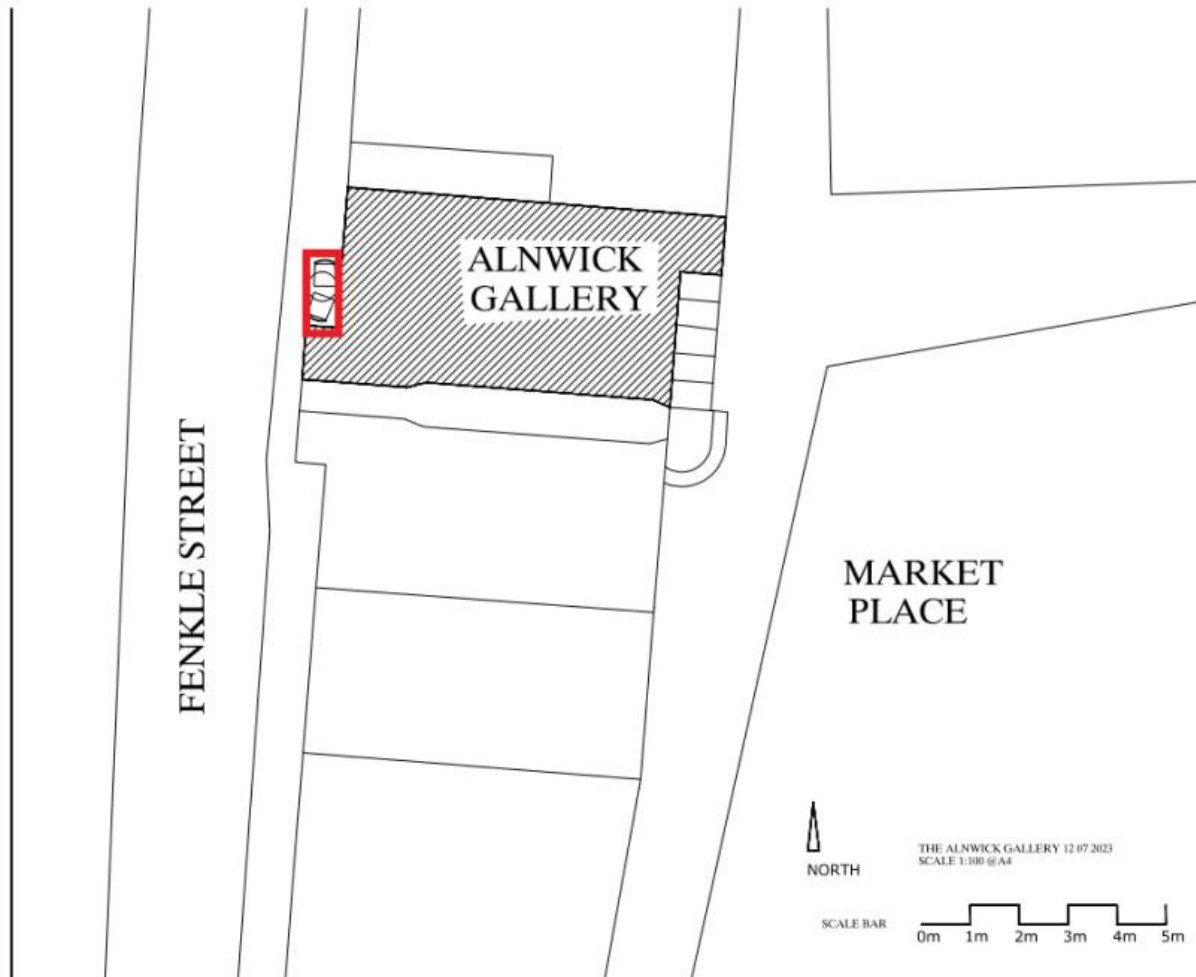 ALNWICK
GALLERY
FENKLE STREET
MARKET
PLACE
NORTH
THE ALNWICK GALLERY 12 07 2023
SCALE 1:100 @A4
SCALE BAR
0m 1m 2m 3m 4m 5m